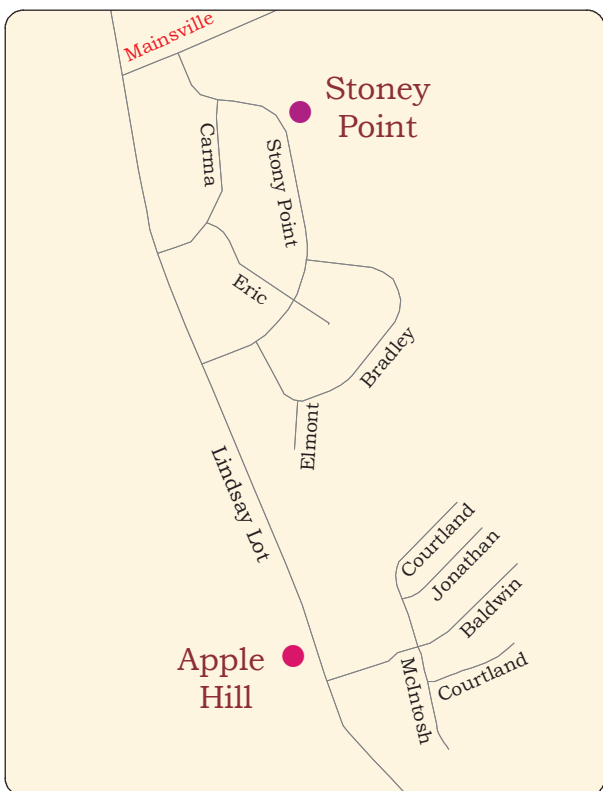 Mainsville
Stoney
Point
Carma
Stony Point
Eric
Bradley
Elmont
Lindsay Lot
Courtland
Jonathan
Baldwin
Apple
Hill
McIntosh
Courtland